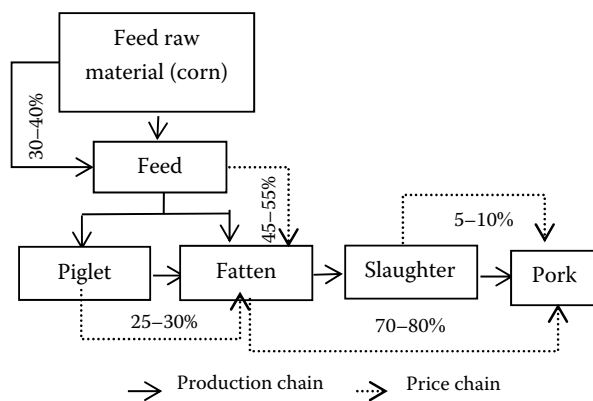 Feed raw
material (corn)
30–40%
Feed
45–55%
5–10%
Piglet
Fatten
Slaughter
Pork
25–30%
70–80%
Production chain
Price chain